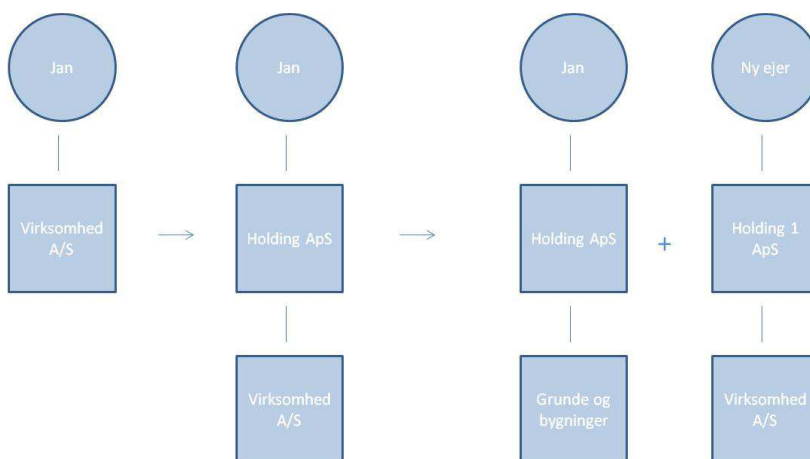 Jan
Jan
Jan
Ny ejer
Virksomhed
A/S
Holding ApS
Holding ApS
+
Holding 1
ApS
Virksomhed
A/S
Grunde og
bygninger
Virksomhed
A/S